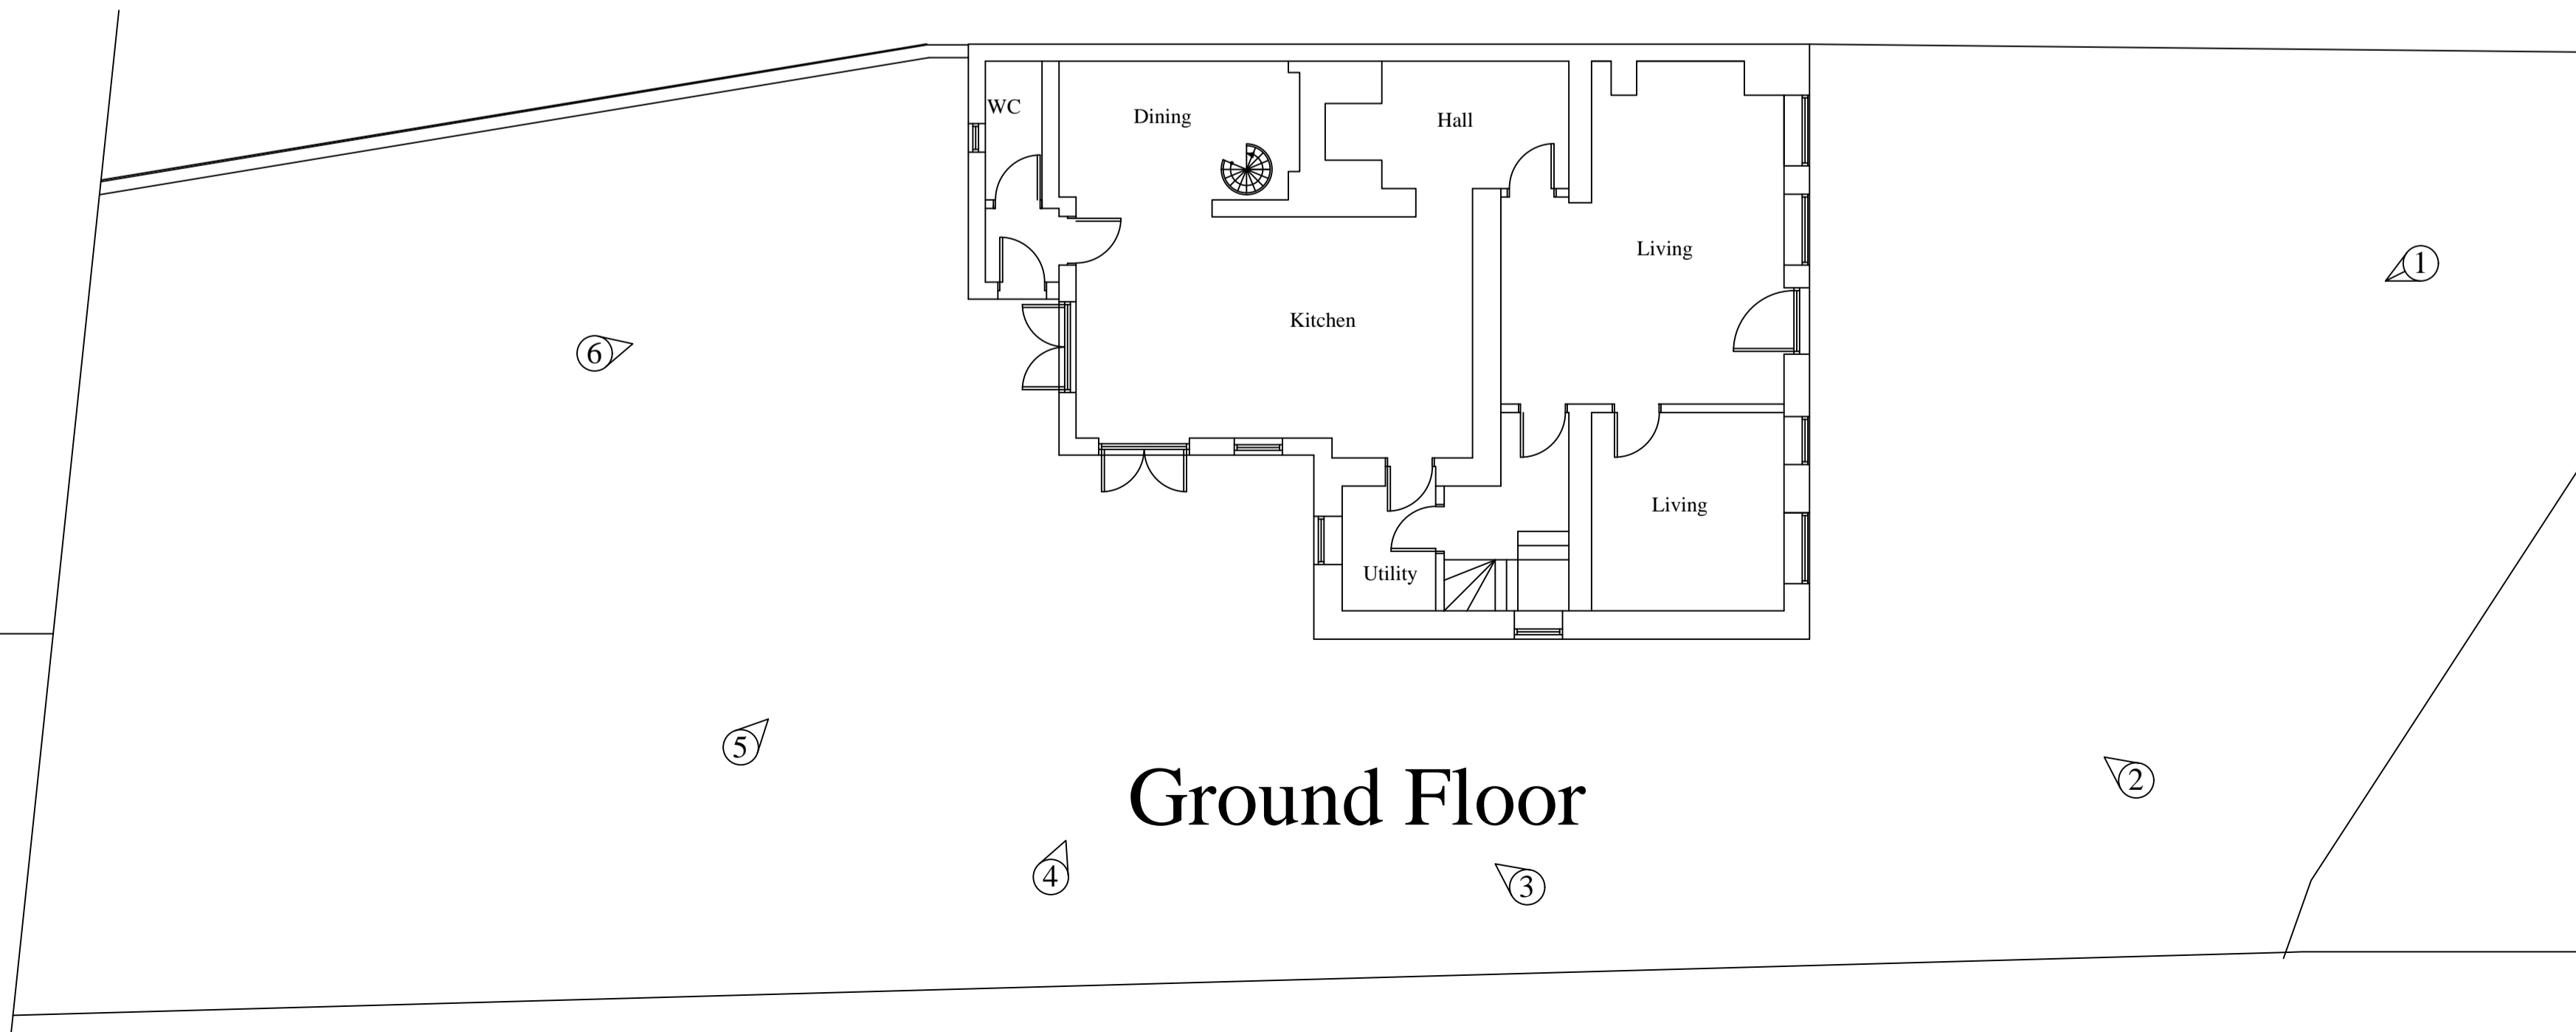 WC
Dining
Hall
Living
1
Kitchen
6
Living
Utility
5
2
Ground Floor
4
3